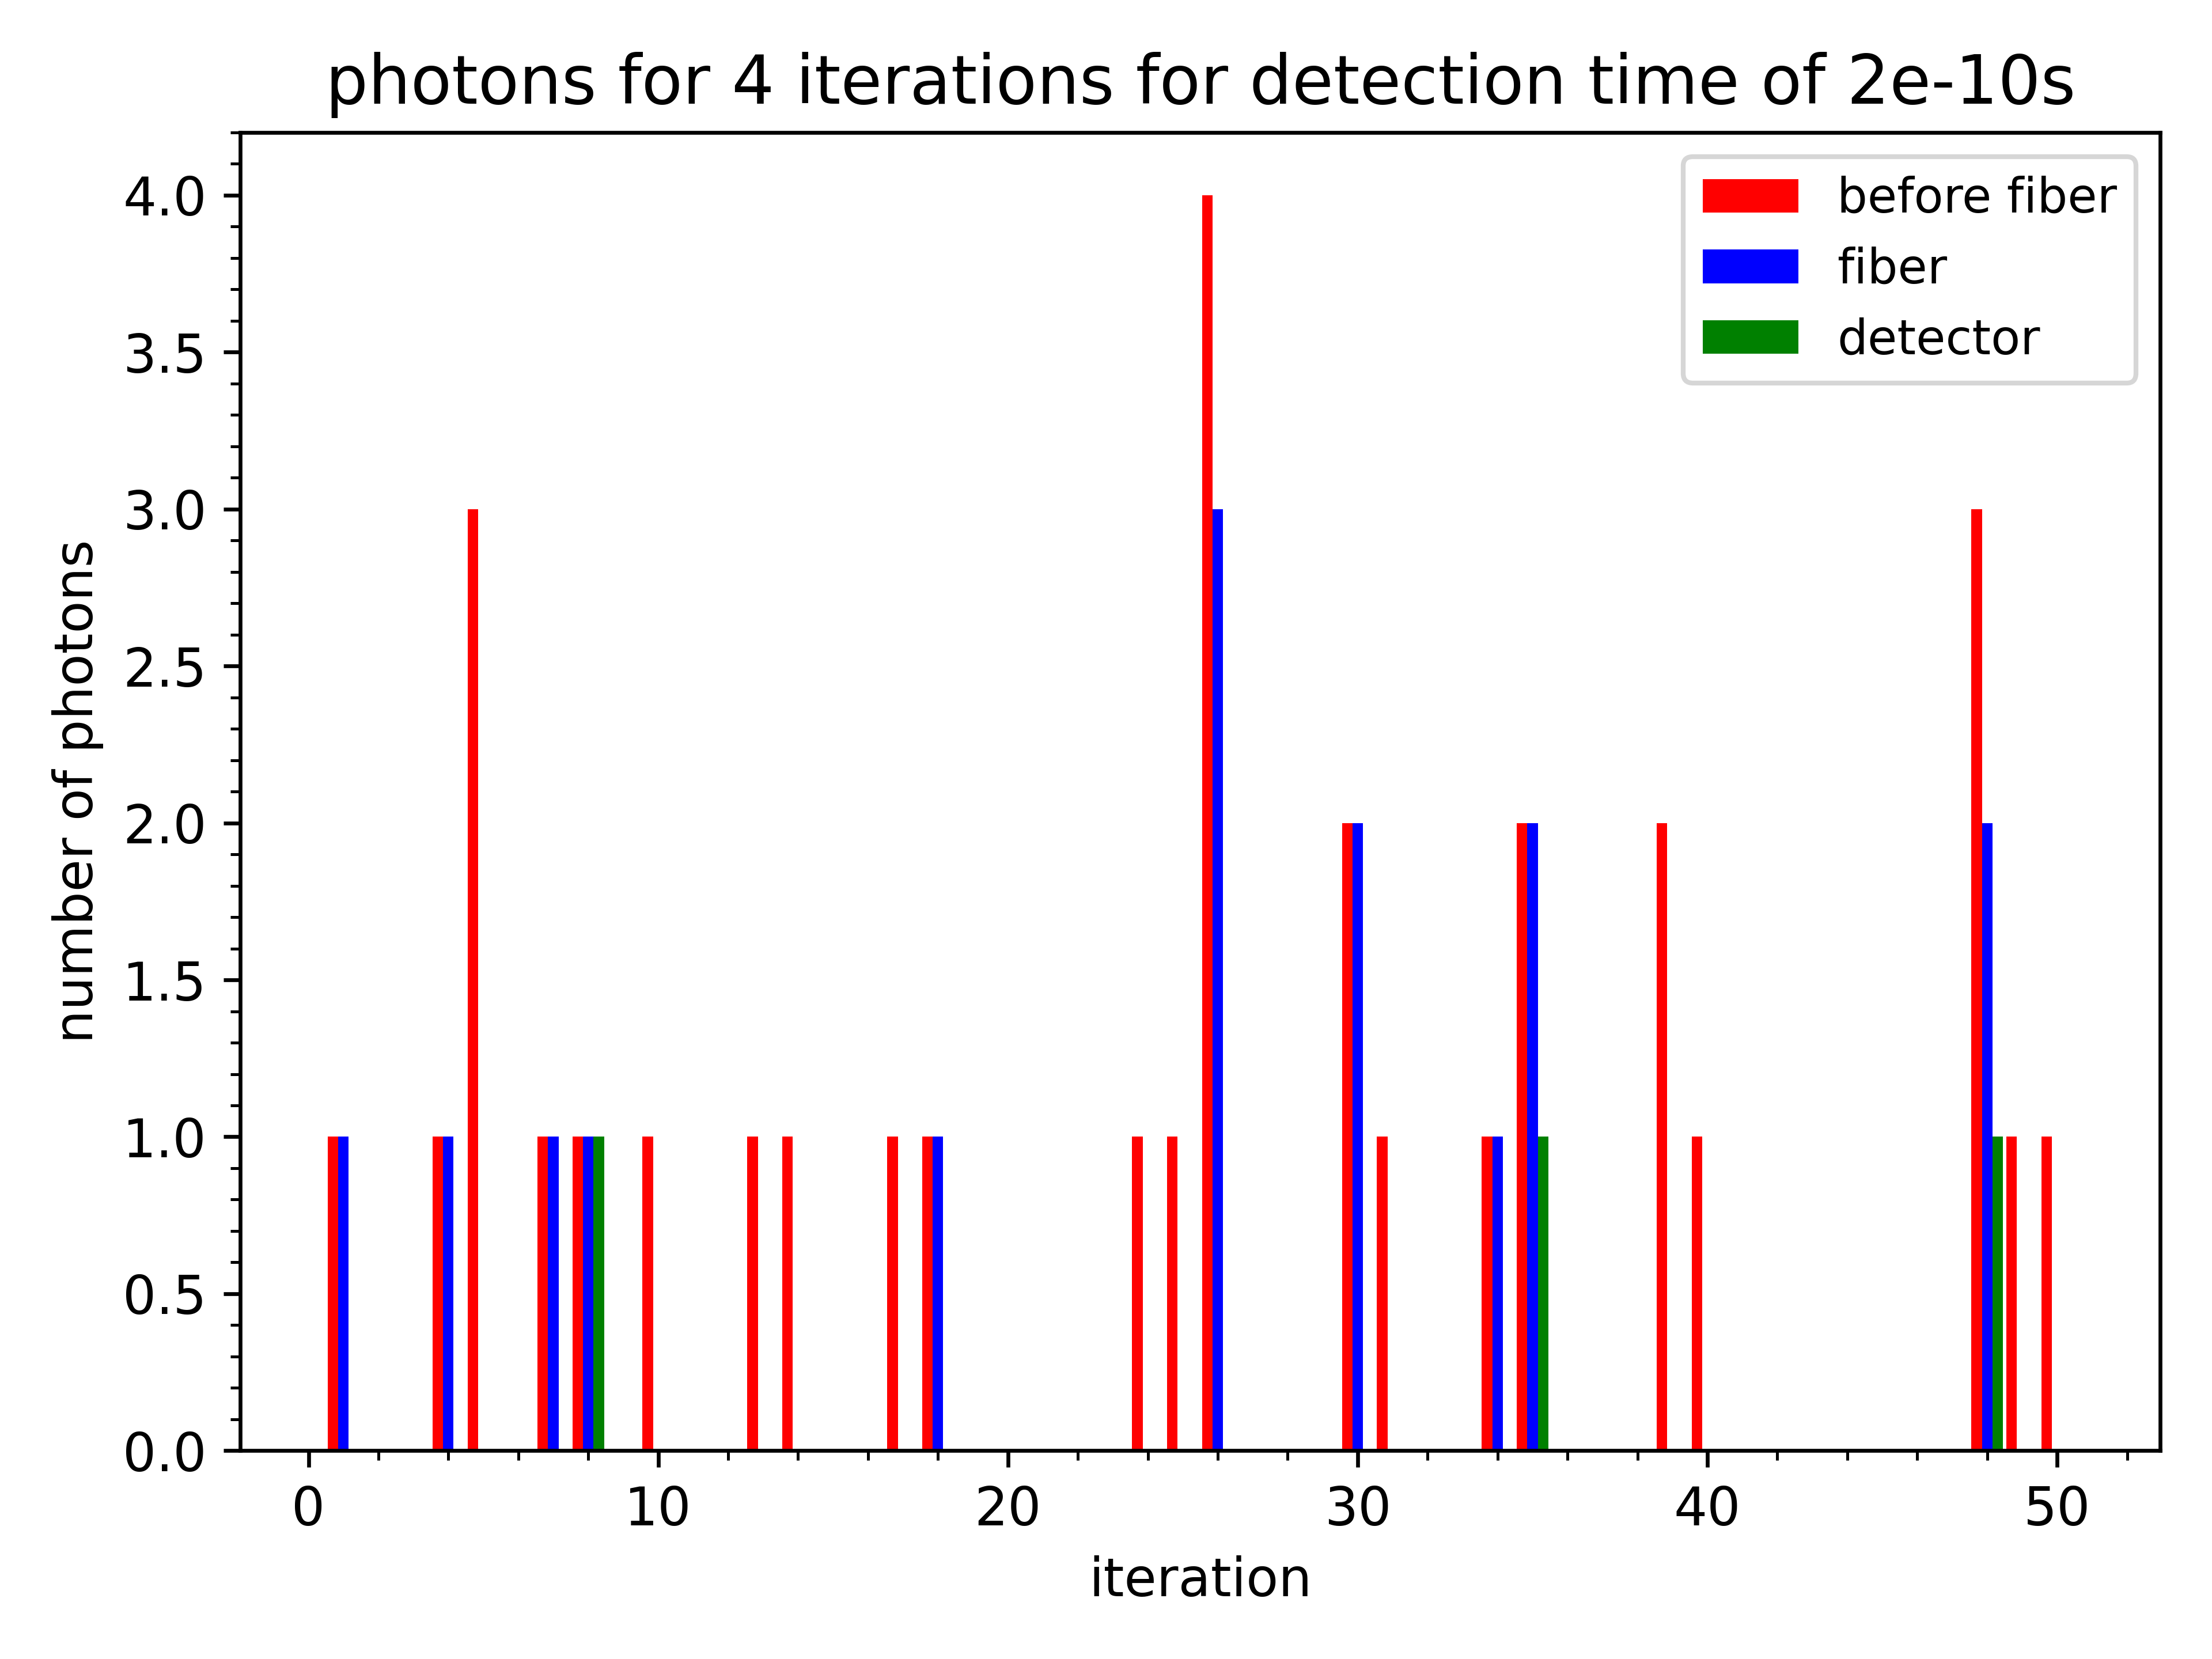 photons for 4 iterations for detection time of 2e-10s
before fiber
fiber
detector
number of photons
4.0
3.5
3.0
2.5
2.0
1.5
1.0
0.5
0.0
0 10 20 30 40 50
iteration